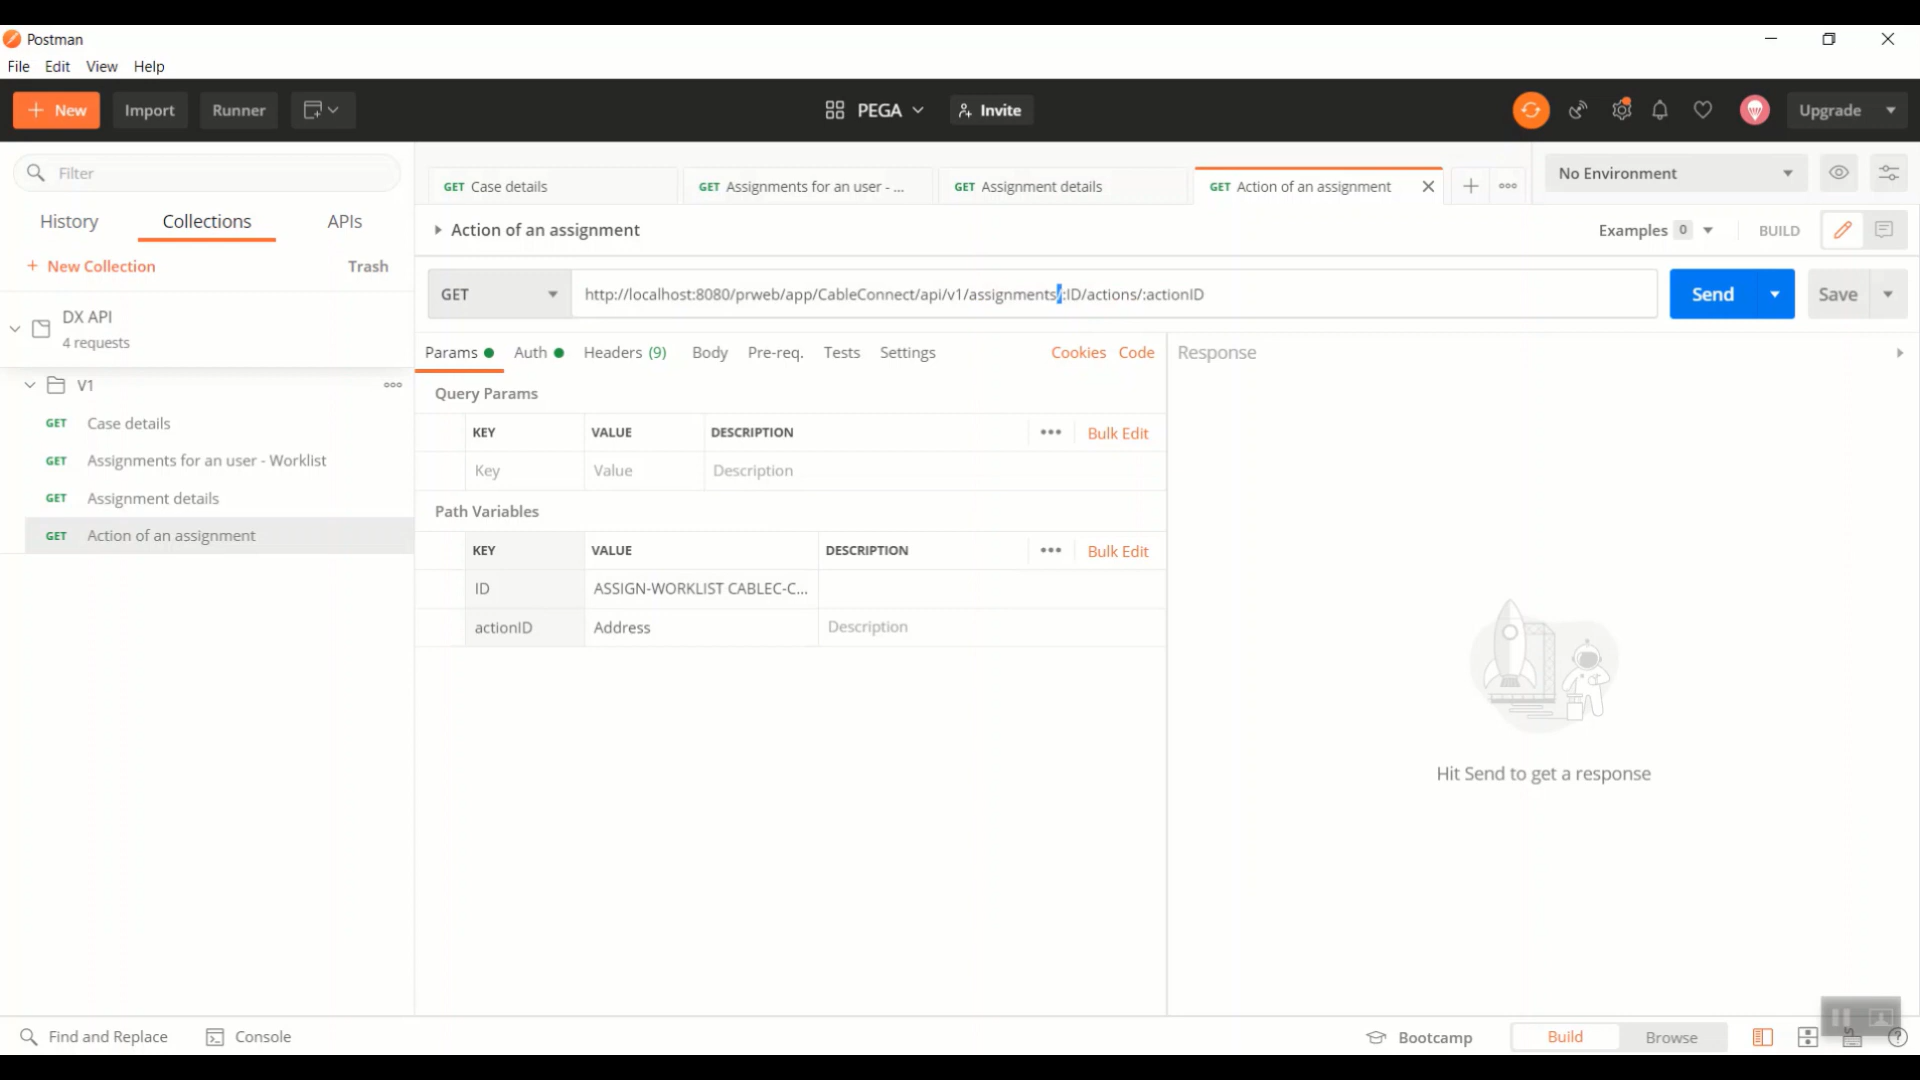 Postman
File Edit View Help
+ New Import Runner PEGA Invite Upgrade
Filter
History Collections APIs
+ New Collection Trash
DX API
4 requests
V1
GET Case details
GET Assignments for an user - Worklist
GET Assignment details
GET Action of an assignment
GET Case details GET Assignments for an user - ... GET Assignment details GET Action of an assignment
No Environment
Action of an assignment Examples 0 BUILD
GET http://localhost:8080/prweb/app/CableConnect/api/v1/assignments/:ID/actions/:actionID Send Save
Params Auth Headers (9) Body Pre-req. Tests Settings Cookies Code
Query Params
KEY VALUE DESCRIPTION Bulk Edit
Key Value Description
Path Variables
KEY VALUE DESCRIPTION Bulk Edit
ID ASSIGN-WORKLIST CABLEC-C...
actionID Address Description
Response
Hit Send to get a response
Find and Replace Console Bootcamp Build Browse